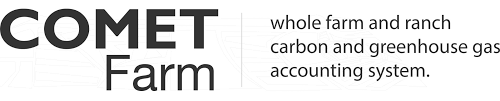 COMET
Farm
whole farm and ranch
carbon and greenhouse gas
accounting system.